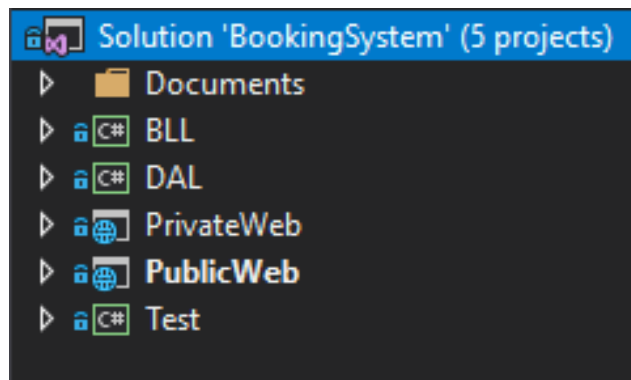 Solution 'BookingSystem' (5 projects)
Documents
C# BLL
C# DAL
PrivateWeb
PublicWeb
C# Test